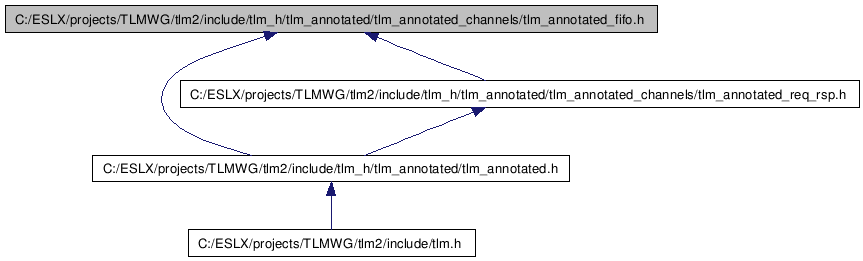 C:/ESLX/projects/TLMWG/tlm2/include/tlm_h/tlm_annotated/tlm_annotated_channels/tlm_annotated_fifo.h
C:/ESLX/projects/TLMWG/tlm2/include/tlm_h/tlm_annotated/tlm_annotated_channels/tlm_annotated_req_rsp.h
C:/ESLX/projects/TLMWG/tlm2/include/tlm_h/tlm_annotated/tlm_annotated.h
C:/ESLX/projects/TLMWG/tlm2/include/tlm.h